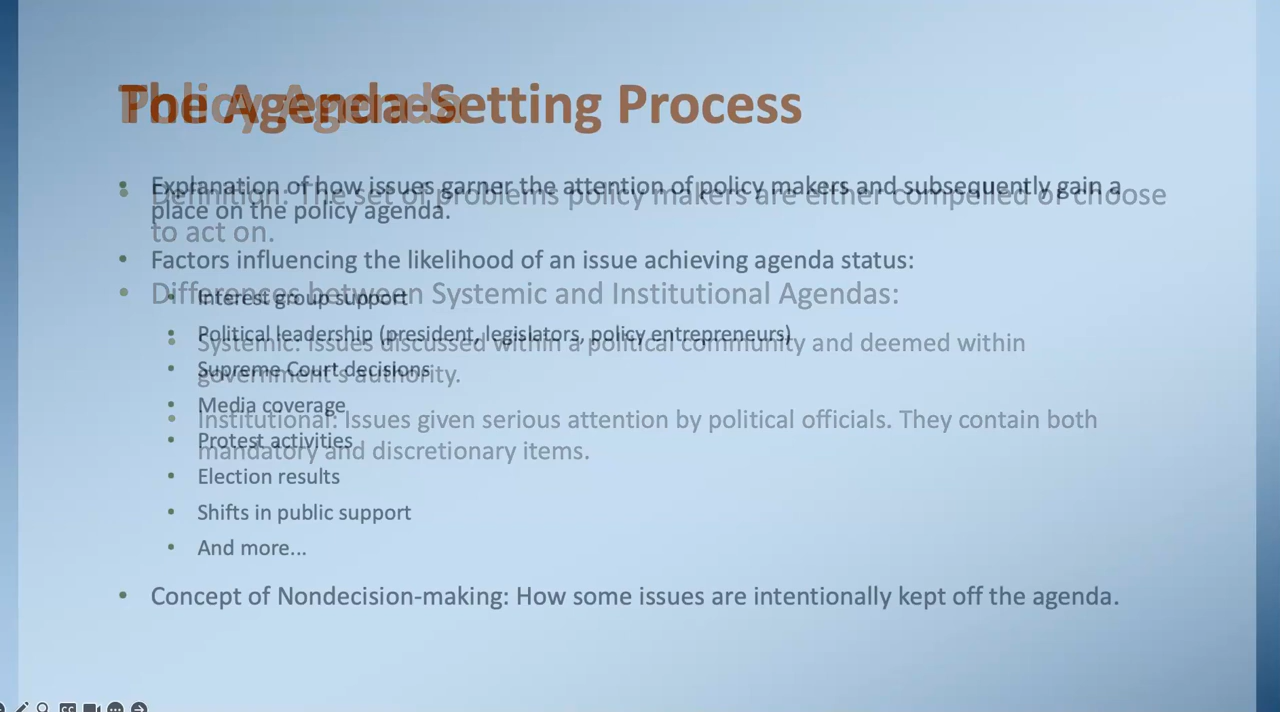 The Agenda-Setting Process
• Explanation of how issues garner the attention of policy makers and subsequently gain a
place on the policy agenda.
• Factors influencing the likelihood of an issue achieving agenda status:
• Interest group support
• Political leadership (president, legislators, policy entrepreneurs)
• Supreme Court decisions
• Media coverage
• Protest activities
• Election results
• Shifts in public support
• And more...
• Concept of Nondecision-making: How some issues are intentionally kept off the agenda.
Policy Agenda
• Definition: The set of problems policy makers are either compelled or choose
to act on.
• Differences between Systemic and Institutional Agendas:
• Systemic: Issues discussed within a political community and deemed within
government's authority.
• Institutional: Issues given serious attention by political officials. They contain both
mandatory and discretionary items.
CC